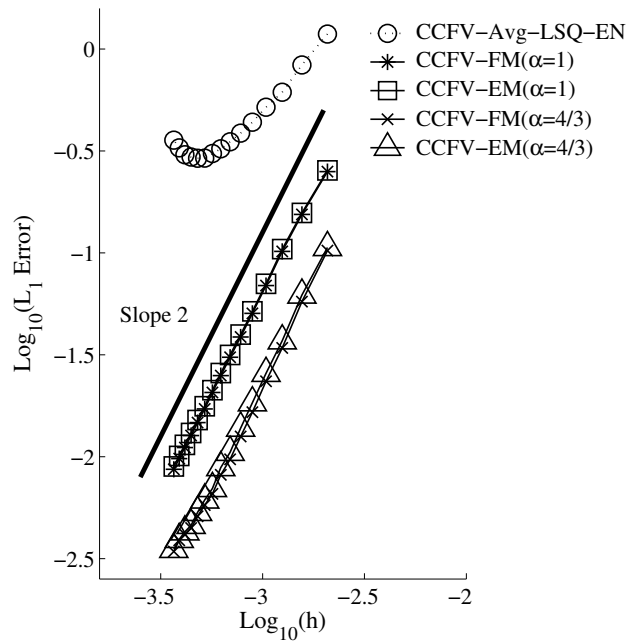 CCFV−Avg−LSQ−EN
CCFV−FM(α=1)
CCFV−EM(α=1)
CCFV−FM(α=4/3)
CCFV−EM(α=4/3)
0
−0.5
−1
−1.5
−2
−2.5
Log10(L1 Error)
Slope 2
−3.5
−3
−2.5
−2
Log10(h)